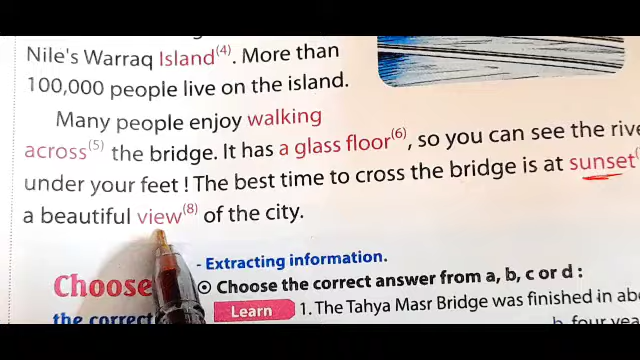 Nile's Warraq Island(4). More than
100,000 people live on the island.
Many people enjoy walking
across(5) the bridge. It has a glass floor(6), so you can see the rive
under your feet! The best time to cross the bridge is at sunset
a beautiful view(8) of the city.
- Extracting information.
Choose
the correct
Choose the correct answer from a, b, c or d :
Learn 1. The Tahya Masr Bridge was finished in abo
b. four yea